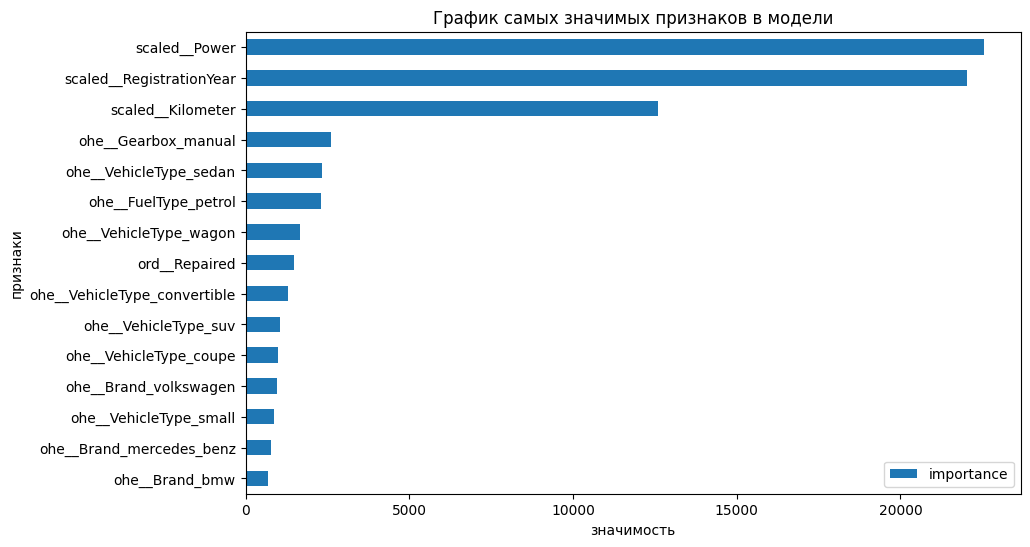 График самых значимых признаков в модели
признаки
scaled__Power
scaled__RegistrationYear
scaled__Kilometer
ohe__Gearbox_manual
ohe__VehicleType_sedan
ohe__FuelType_petrol
ohe__VehicleType_wagon
ord__Repaired
ohe__VehicleType_convertible
ohe__VehicleType_suv
ohe__VehicleType_coupe
ohe__Brand_volkswagen
ohe__VehicleType_small
ohe__Brand_mercedes_benz
ohe__Brand_bmw
importance
0 5000 10000 15000 20000
значимость